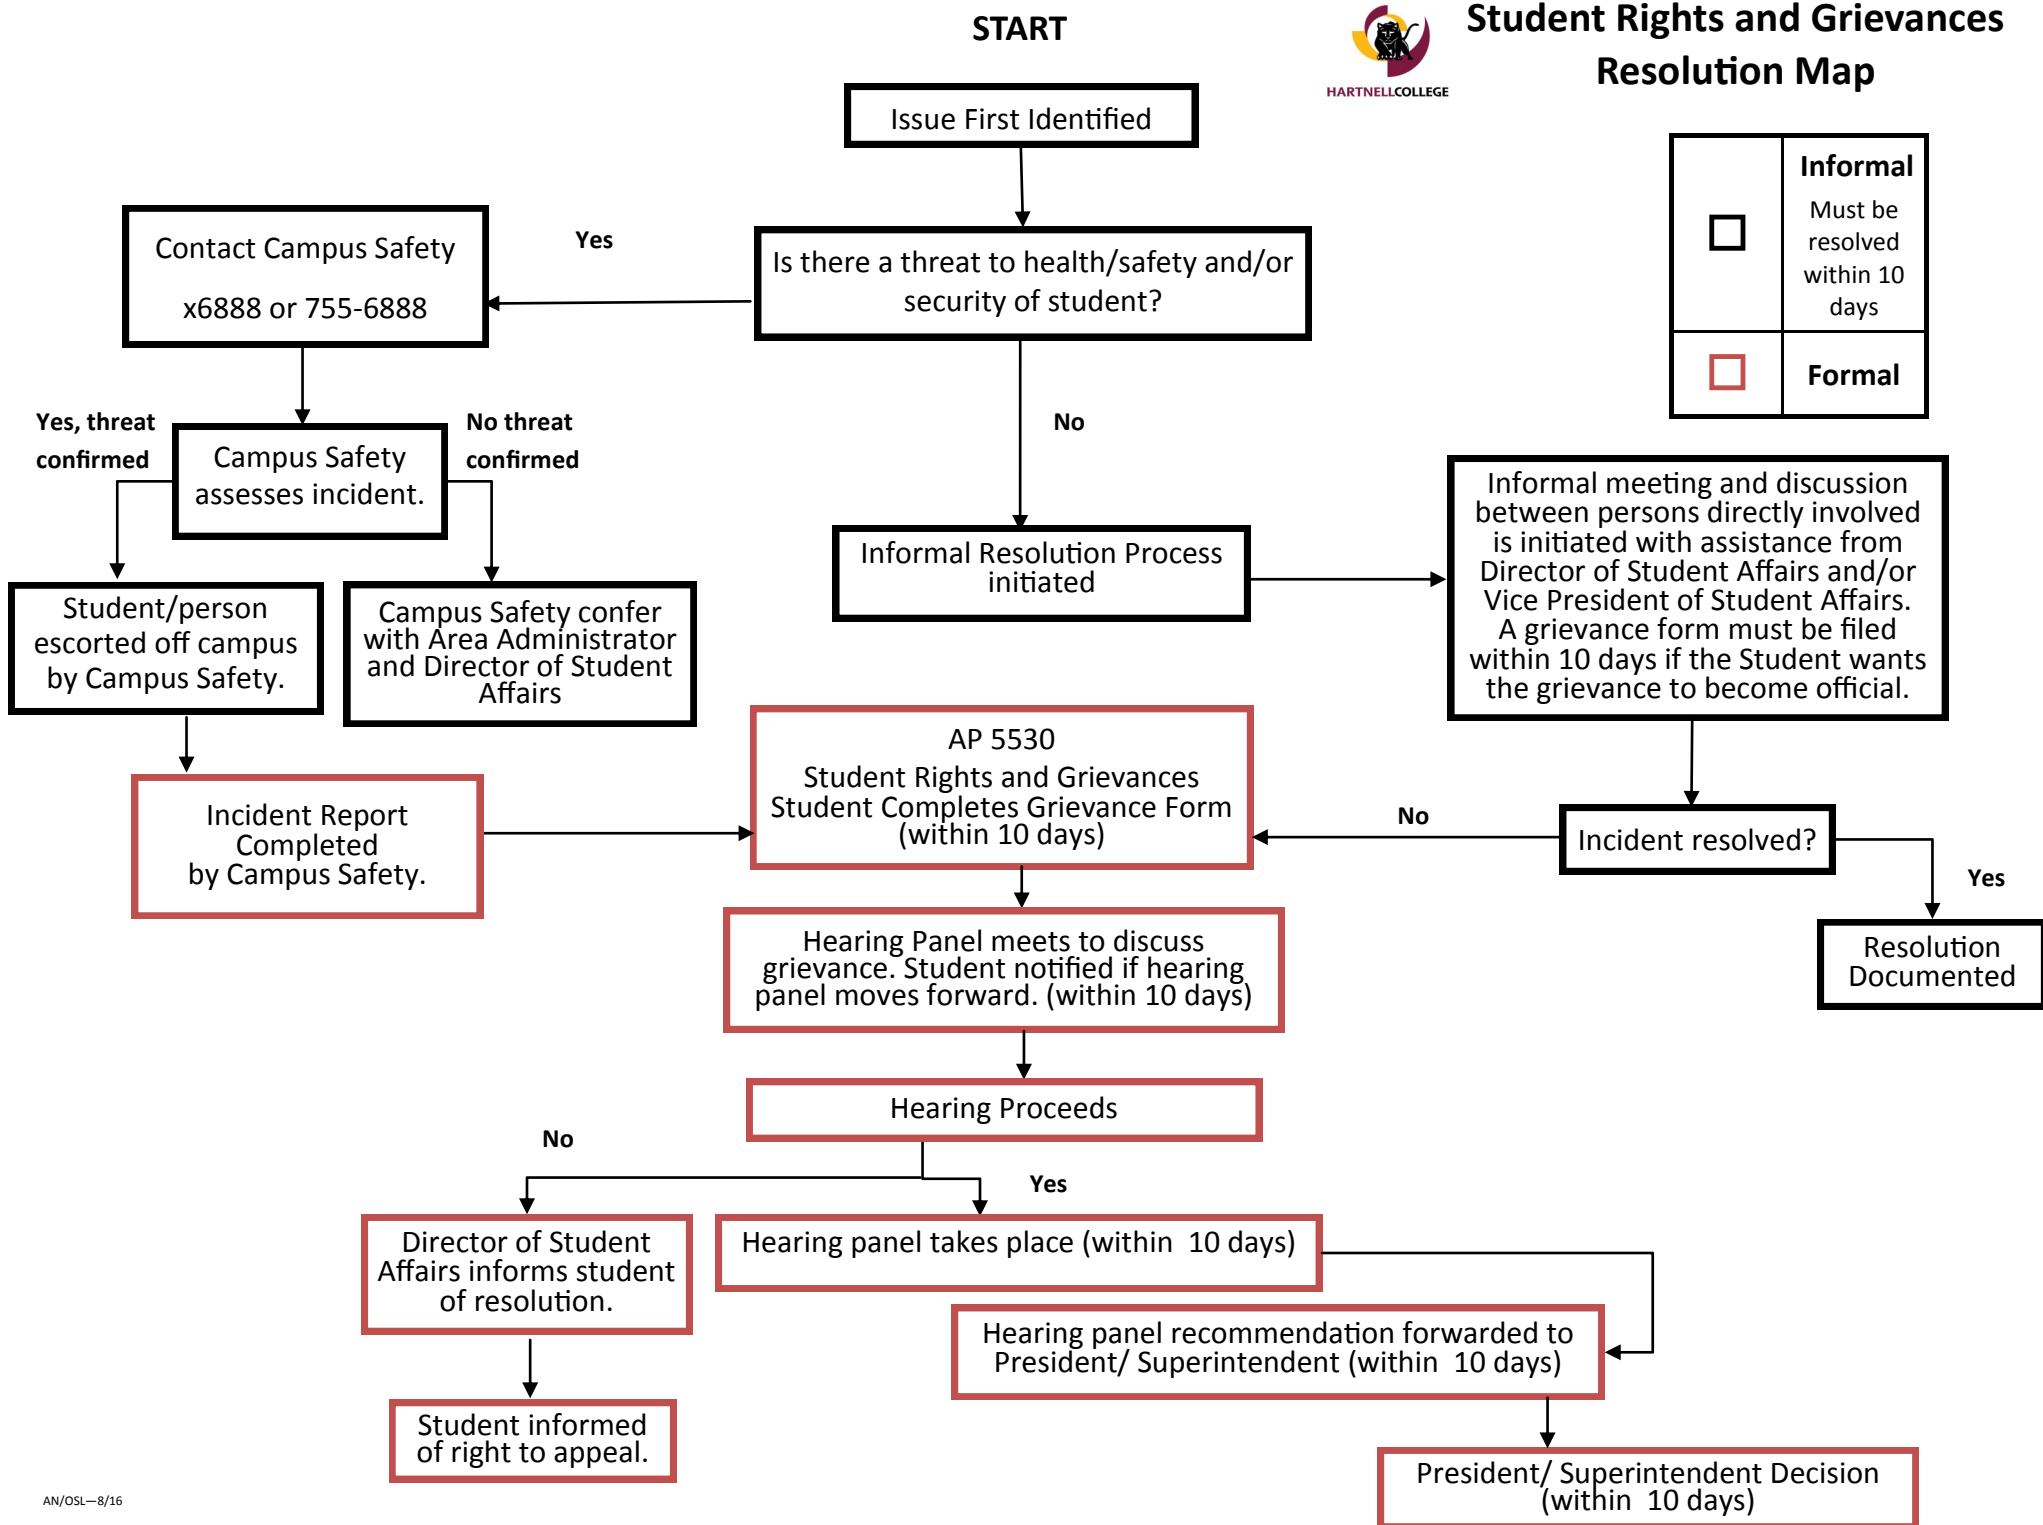 START
Student Rights and Grievances
Resolution Map
HARTNELLCOLLEGE
Issue First Identified
Informal
Must be
resolved
within 10
days
Formal
Is there a threat to health/safety and/or
security of student?
Yes
Contact Campus Safety
x6888 or 755-6888
No
Yes, threat
confirmed
No threat
confirmed
Campus Safety
assesses incident.
Student/person
escorted off campus
by Campus Safety.
Campus Safety confer
with Area Administrator
and Director of Student
Affairs
Informal Resolution Process
initiated
Informal meeting and discussion
between persons directly involved
is initiated with assistance from
Director of Student Affairs and/or
Vice President of Student Affairs.
A grievance form must be filed
within 10 days if the Student wants
the grievance to become official.
Incident Report
Completed
by Campus Safety.
AP 5530
Student Rights and Grievances
Student Completes Grievance Form
(within 10 days)
No
Incident resolved?
Yes
Resolution
Documented
Hearing Panel meets to discuss
grievance. Student notified if hearing
panel moves forward. (within 10 days)
Hearing Proceeds
No
Yes
Director of Student
Affairs informs student
of resolution.
Hearing panel takes place (within  10 days)
Hearing panel recommendation forwarded to
President/ Superintendent (within  10 days)
Student informed
of right to appeal.
President/ Superintendent Decision
(within  10 days)
AN/OSL—8/16